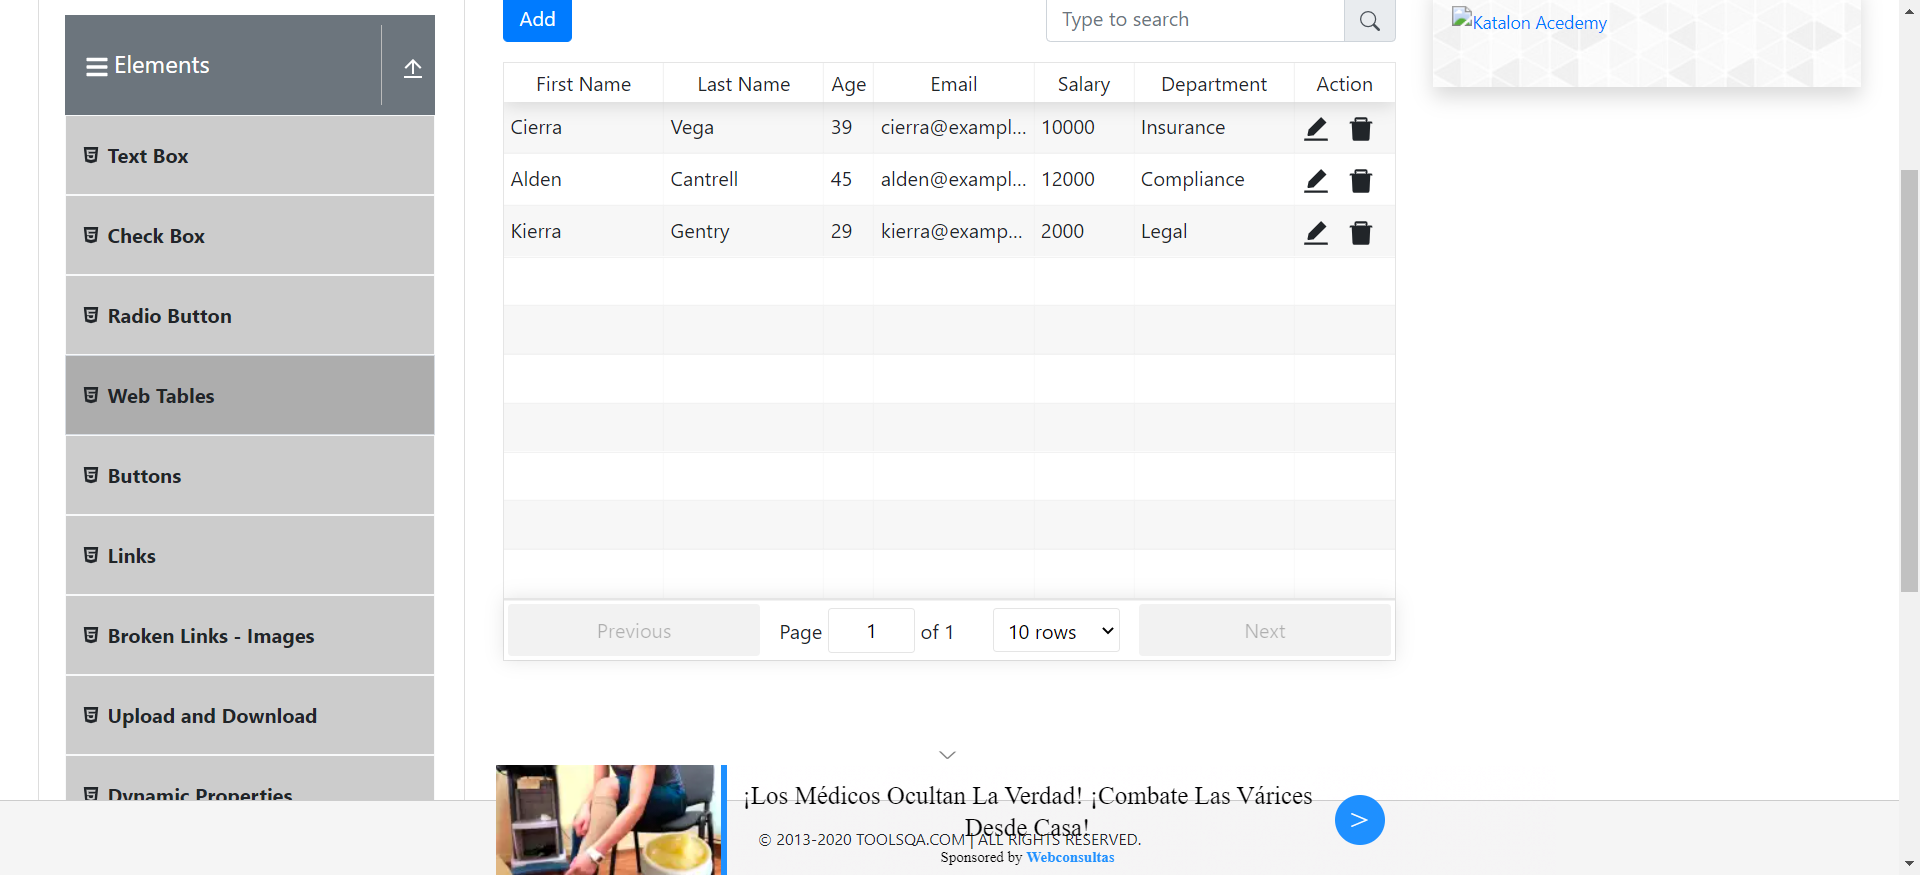 Elements
Text Box
Check Box
Radio Button
Web Tables
Buttons
Links
Broken Links - Images
Upload and Download
Dynamic Properties
Add
Type to search
First Name Last Name Age Email Salary Department Action
Cierra Vega 39 cierra@exampl... 10000 Insurance
Alden Cantrell 45 alden@exampl... 12000 Compliance
Kierra Gentry 29 kierra@examp... 2000 Legal
Previous Page 1 of 1 10 rows Next
Katalon Acedemy
¡Los Médicos Ocultan La Verdad! ¡Combate Las Várices
Desde Casa!
© 2013-2020 TOOLSQA.COM | ALL RIGHTS RESERVED.
Sponsored by Webconsultas